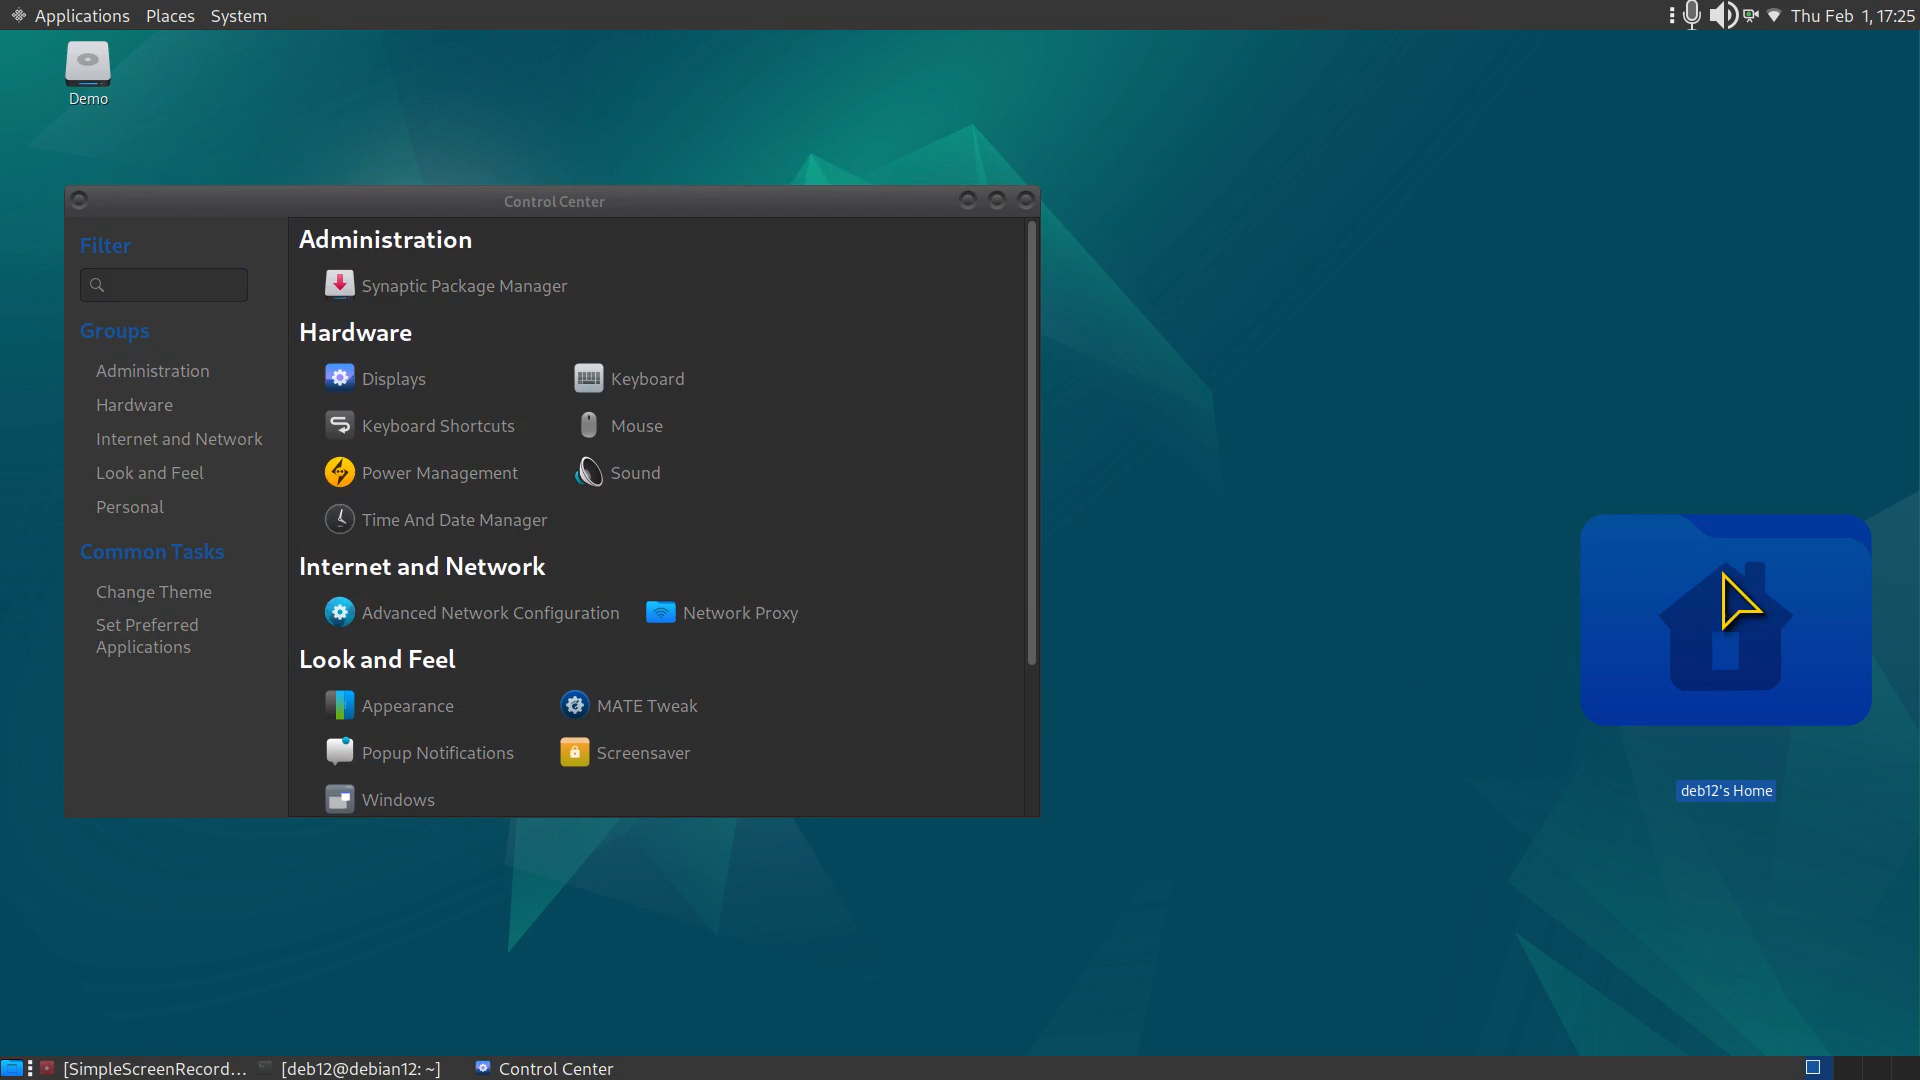 Applications Places System
Thu Feb 1, 17:25
Demo
Control Center
Filter
Groups
Administration
Hardware
Internet and Network
Look and Feel
Personal
Common Tasks
Change Theme
Set Preferred
Applications
Administration
Synaptic Package Manager
Hardware
Displays
Keyboard
Keyboard Shortcuts
Mouse
Power Management
Sound
Time And Date Manager
Internet and Network
Advanced Network Configuration
Network Proxy
Look and Feel
Appearance
MATE Tweak
Popup Notifications
Screensaver
Windows
deb12's Home
[SimpleScreenRecord...
[deb12@debian12: ~]
Control Center